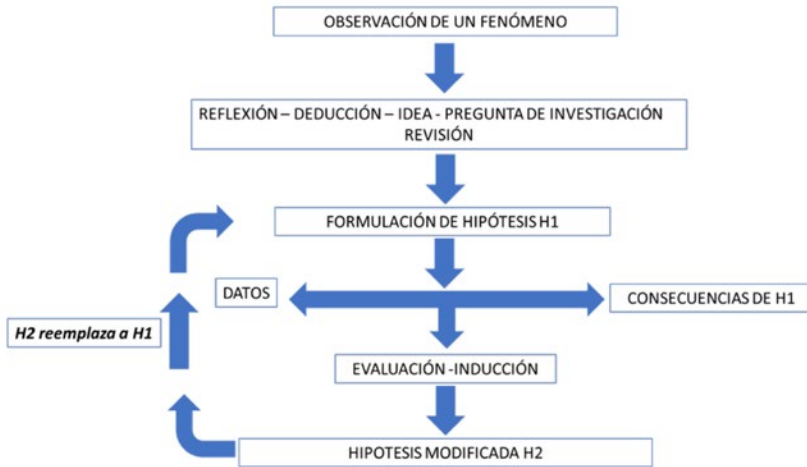 OBSERVACIÓN DE UN FENÓMENO
REFLEXIÓN – DEDUCCIÓN – IDEA - PREGUNTA DE INVESTIGACIÓN
REVISIÓN
FORMULACIÓN DE HIPÓTESIS H1
DATOS
CONSECUENCIAS DE H1
H2 reemplaza a H1
EVALUACIÓN -INDUCCIÓN
HIPOTESIS MODIFICADA H2